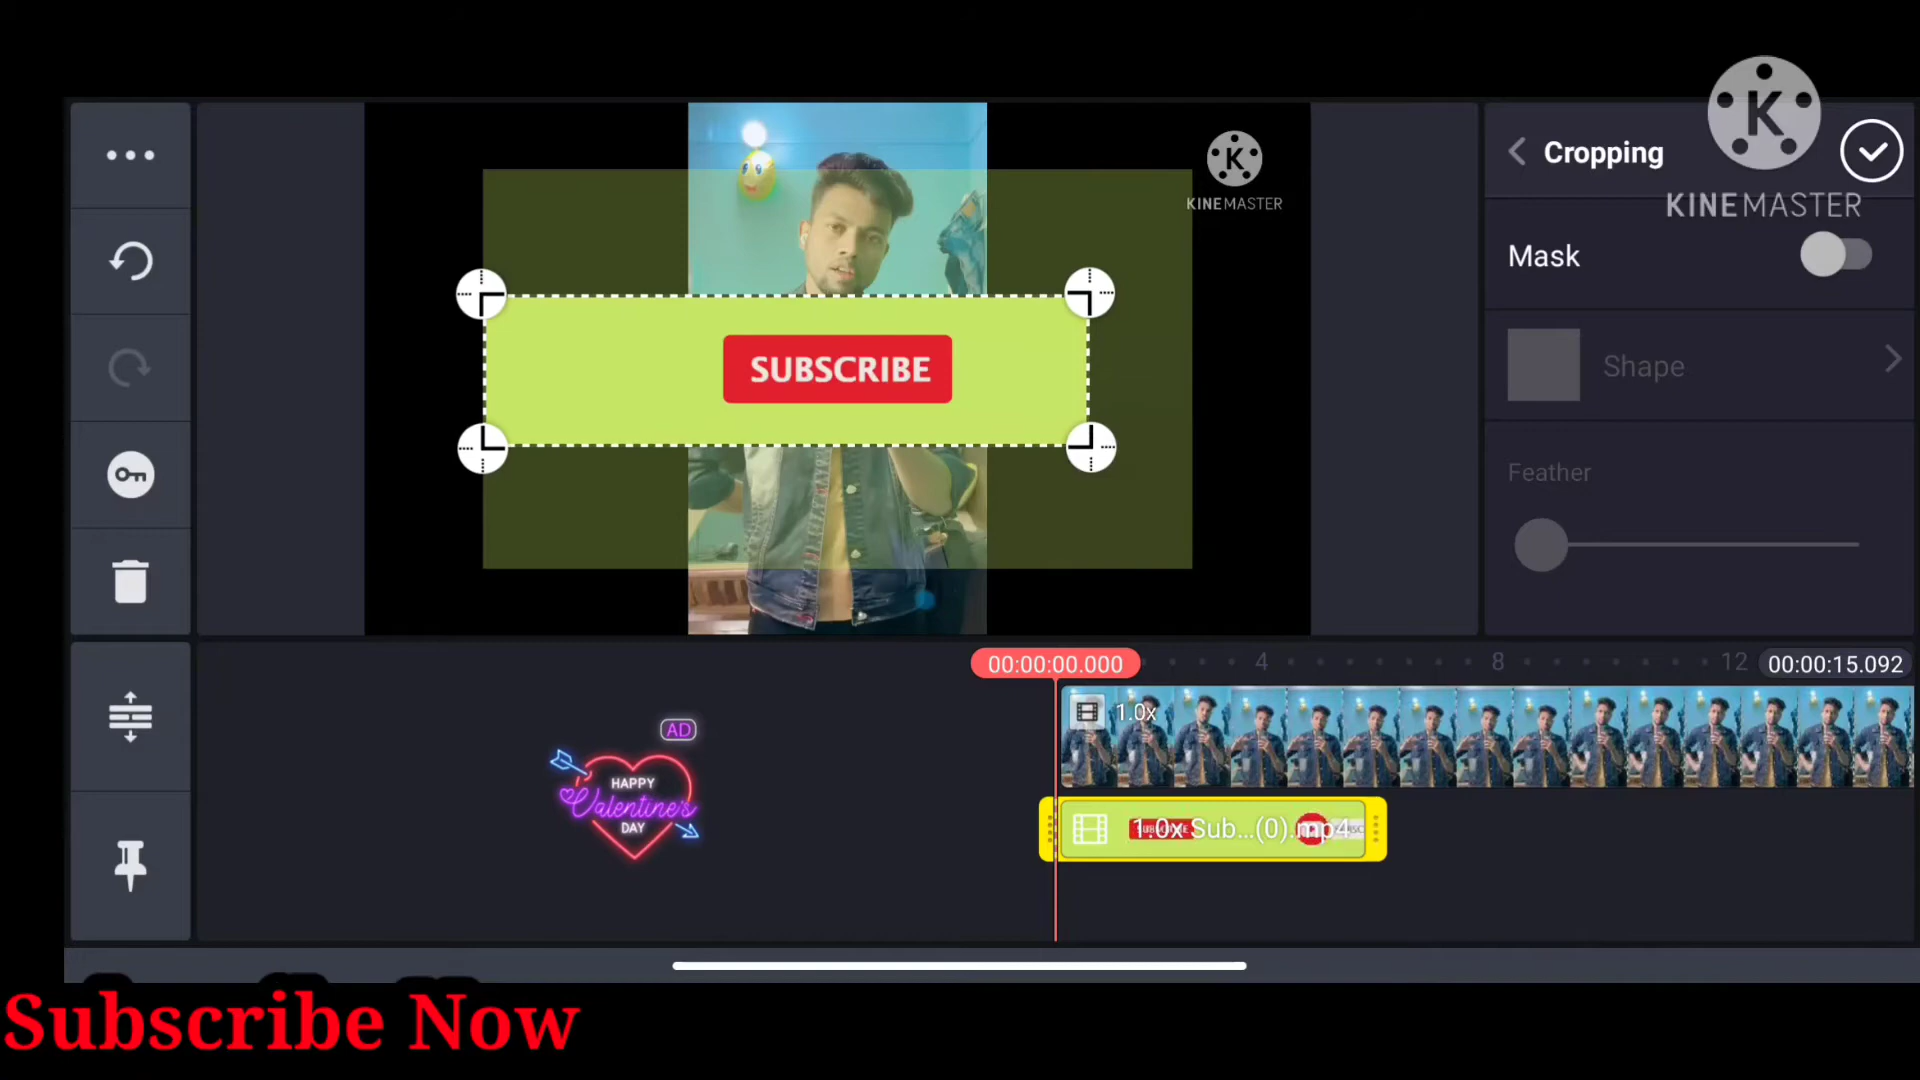 K
KINEMASTER
K
KINEMASTER
Cropping
Mask
SUBSCRIBE
Shape
Feather
00:00:00.000
4
8
12
00:00:15.092
1.0x
AD
HAPPY
Valentine's
DAY
1.0x Sub...(0).mp4
Subscribe Now